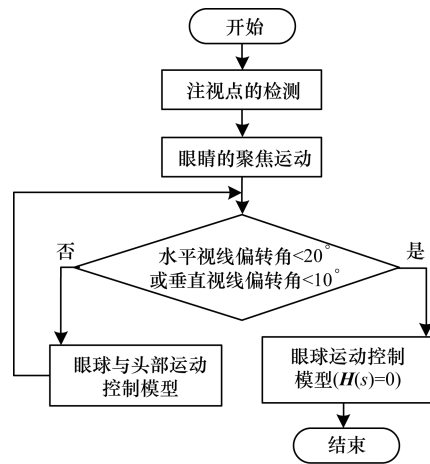 开始
注视点的检测
眼睛的聚焦运动
水平视线偏转角<20°
或垂直视线偏转角<10°
否
是
眼球与头部运动
控制模型
眼球运动控制
模型(H(s)=0)
结束